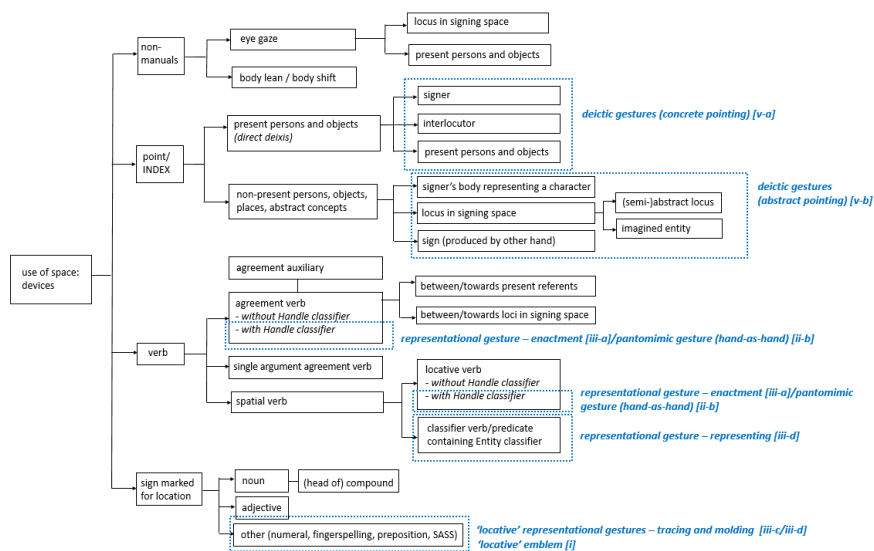 locus in signing space
non-
manuals
eye gaze
present persons and objects
body lean / body shift
signer
deictic gestures (concrete pointing) [v-a]
present persons and objects
(direct deixis)
interlocutor
point/
INDEX
present persons and objects
non-present persons, objects,
places, abstract concepts
signer's body representing a character
deictic gestures
(abstract pointing) [v-b]
locus in signing space
(semi-)abstract locus
imagined entity
sign (produced by other hand)
use of space:
devices
agreement auxiliary
agreement verb
- without Handle classifier
- with Handle classifier
between/towards present referents
between/towards loci in signing space
representational gesture – enactment [iii-a]/pantomimic gesture (hand-as-hand) [ii-b]
verb
single argument agreement verb
spatial verb
locative verb
- without Handle classifier
- with Handle classifier
representational gesture – enactment [iii-a]/pantomimic
gesture (hand-as-hand) [ii-b]
classifier verb/predicate
containing Entity classifier
representational gesture – representing [iii-d]
sign marked
for location
noun
(head of) compound
adjective
other (numeral, fingerspelling, preposition, SASS)
'locative' representational gestures – tracing and molding [iii-c/iii-d]
'locative' emblem [i]